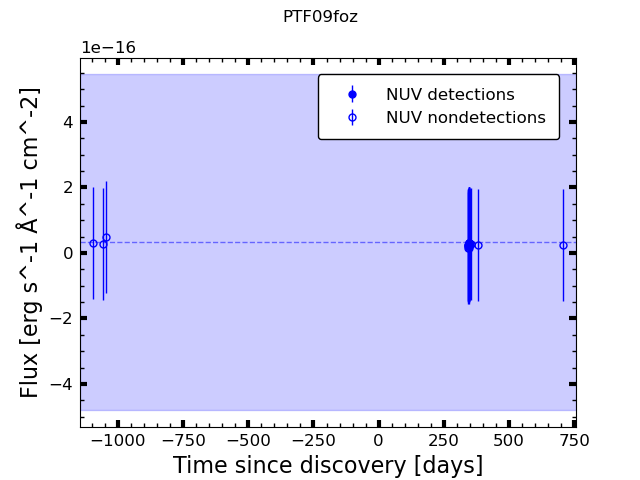 PTF09foz
1e−16
NUV detections
NUV nondetections
4
2
0
−2
−4
Flux [erg s^-1 Å^-1 cm^-2]
−1000 −750 −500 −250 0 250 500 750
Time since discovery [days]